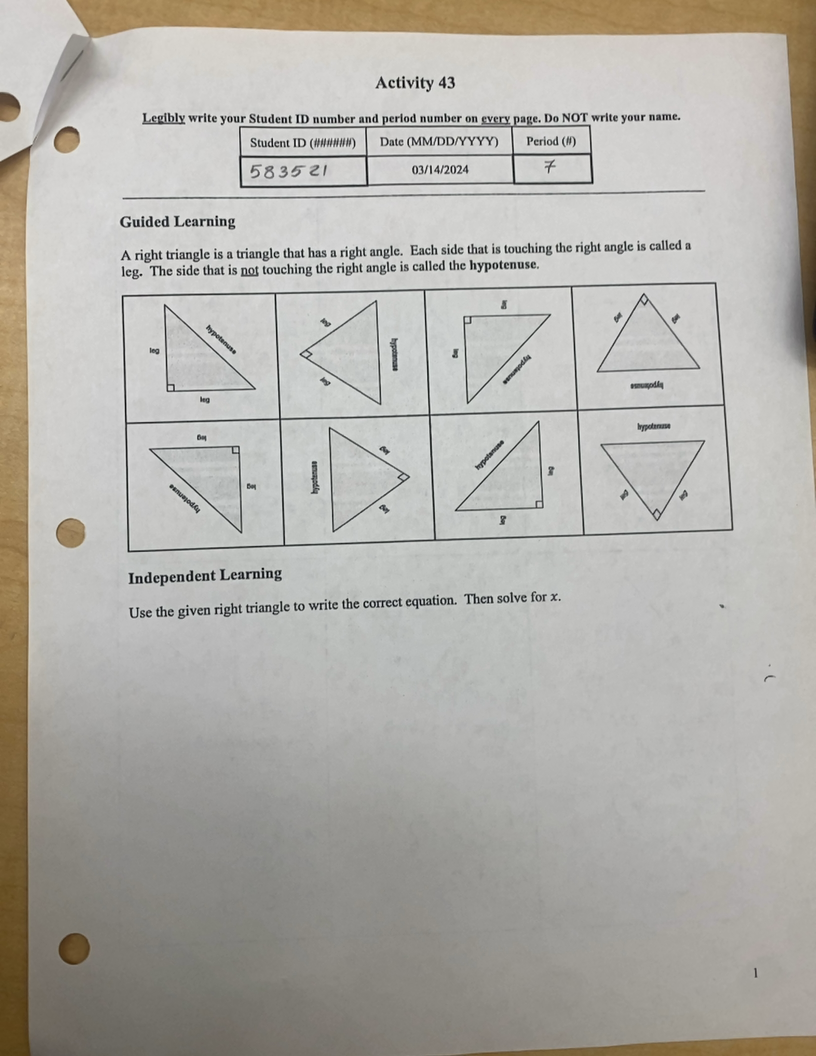 Activity 43
Legibly write your Student ID number and period number on every page. Do NOT write your name.
Student ID (######) Date (MM/DD/YYYY) Period (#)
583521 03/14/2024 7
Guided Learning
A right triangle is a triangle that has a right angle. Each side that is touching the right angle is called a
leg. The side that is not touching the right angle is called the hypotenuse.
leg hypotenuse leg
leg hypotenuse leg
leg leg hypotenuse
leg leg hypotenuse
leg leg hypotenuse
hypotenuse leg leg
hypotenuse leg leg
hypotenuse leg leg
Independent Learning
Use the given right triangle to write the correct equation. Then solve for x.
1